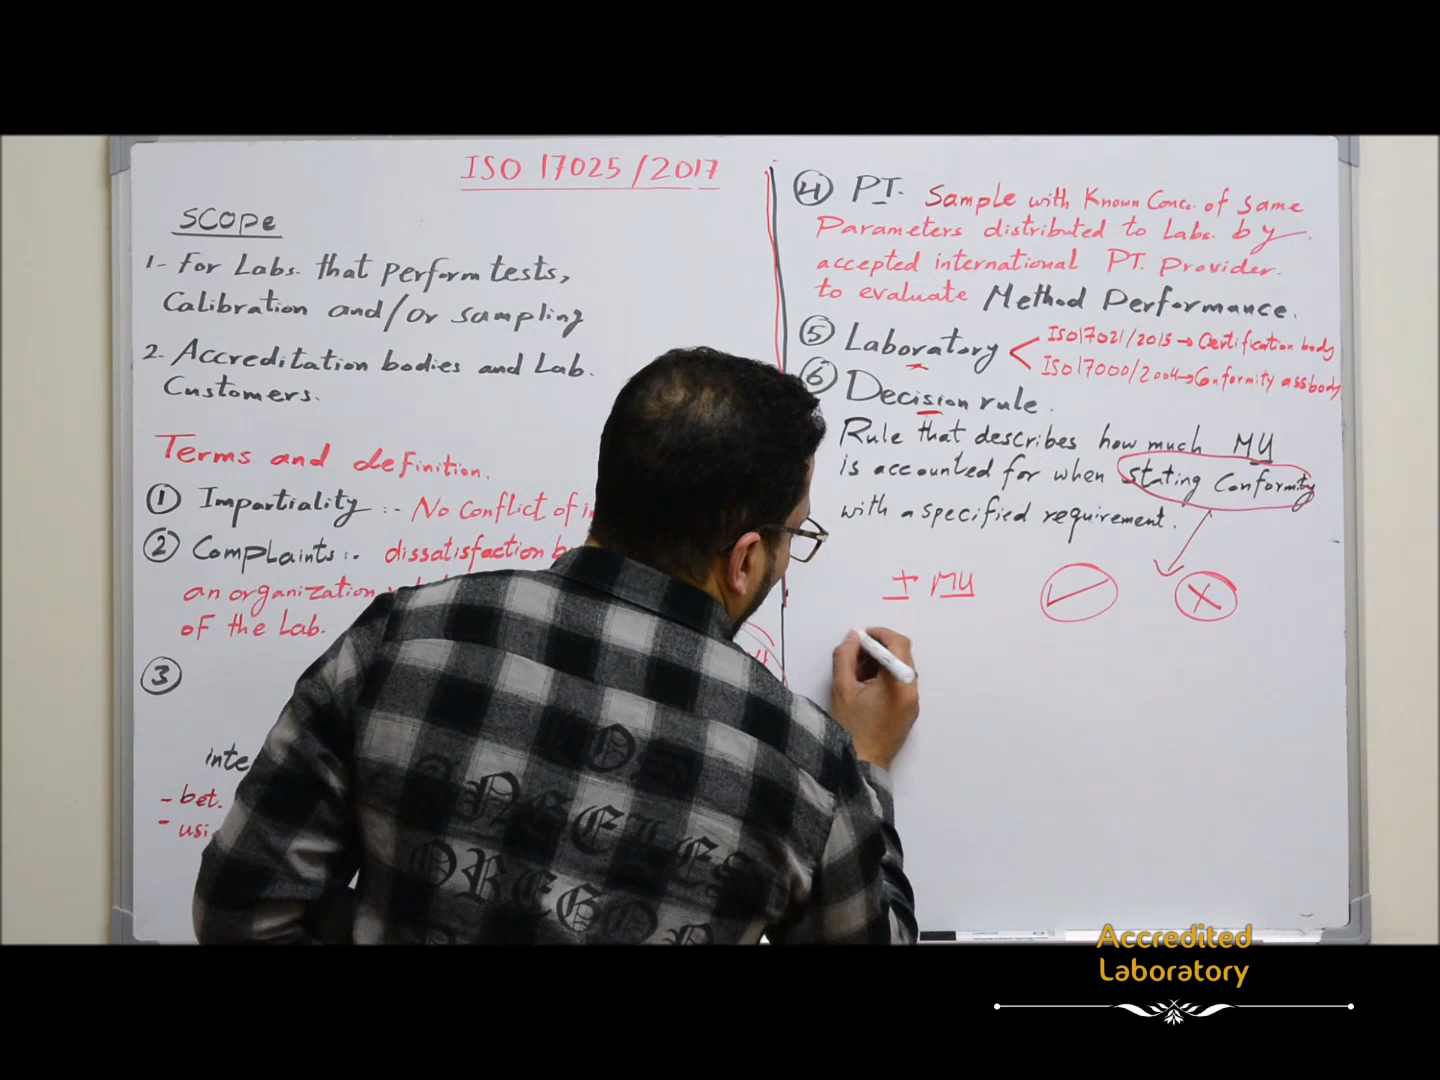 ISO 17025/2017
SCOPE
1- For Labs. that perform tests,
Calibration and/or sampling
2- Accreditation bodies and Lab.
Customers.
Terms and definition.
① Impartiality :- No Conflict of
② Complaints :- dissatisfaction
an organization
of the Lab.
③
- bet.
④ PT. Sample with Known Conc. of same
Parameters distributed to Labs. by
accepted international PT. Provider.
to evaluate Method Performance.
⑤ Laboratory
ISO17021/2015 → Certification body
ISO17000/2004 → Conformity ass body
⑥ Decision rule.
Rule that describes how much MU
is accounted for when stating Conformity
with a specified requirement.
± MU ✓ X
OS
ANGELES
OREGO
Accredited
Laboratory